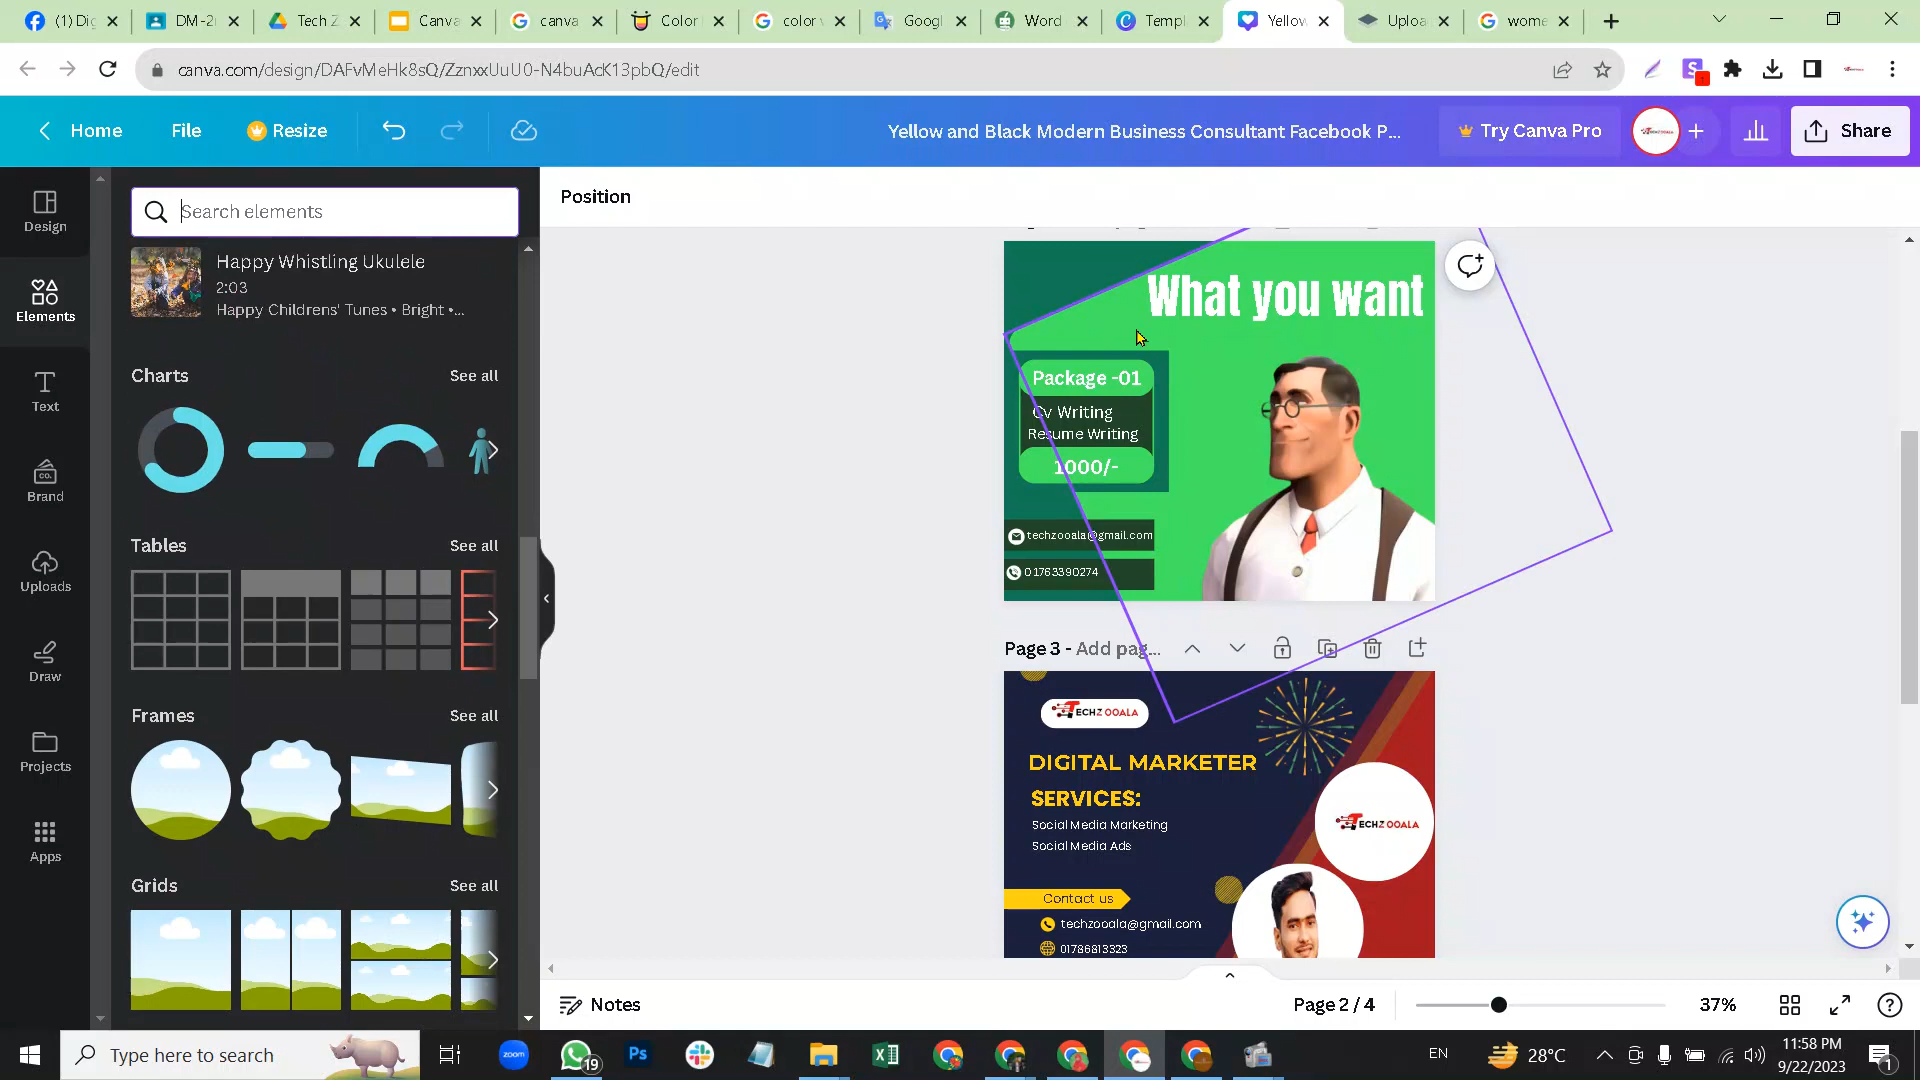 (1) Dig
DM-2
Tech Z
Canva
canva
Color
color v
Googl
Word
Templ
Yellow
Uploa
wome
canva.com/design/DAFvMeHk8sQ/ZznxxUuU0-N4buAcK13pbQ/edit
Home
File
Resize
Yellow and Black Modern Business Consultant Facebook P...
Try Canva Pro
Share
Design
Elements
Text
Brand
Uploads
Draw
Projects
Apps
Search elements
Happy Whistling Ukulele
2:03
Happy Childrens' Tunes • Bright •...
Charts
See all
Tables
See all
Frames
See all
Grids
See all
Position
What you want
Package -01
Cv Writing
Resume Writing
1000/-
techzooala@gmail.com
01763390274
Page 3 - Add pag...
TECHZOOALA
DIGITAL MARKETER
SERVICES:
Social Media Marketing
Social Media Ads
TECHZOOALA
Contact us
techzooala@gmail.com
01786813323
Notes
Page 2 / 4
37%
Type here to search
zoom
19
Ps
EN
28°C
11:58 PM
9/22/2023
1